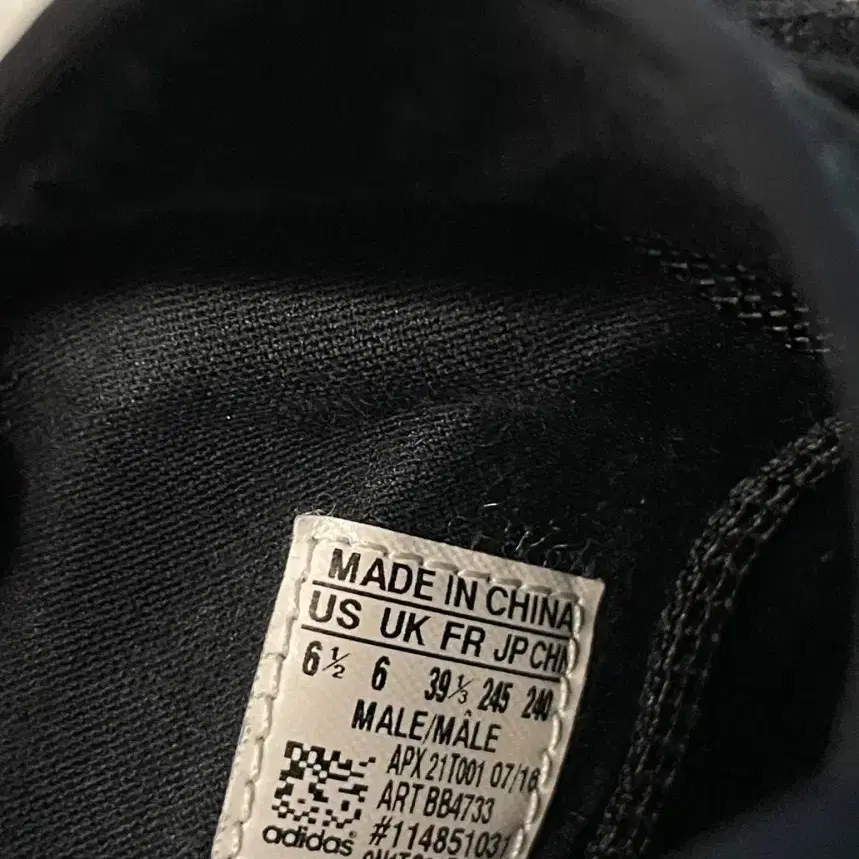 MADE IN CHINA
US UK FR JP CHN
6½ 6 39⅓ 245 240
MALE/MÂLE
APX 21T001 07/16
ART BB4733
adidas #114851031